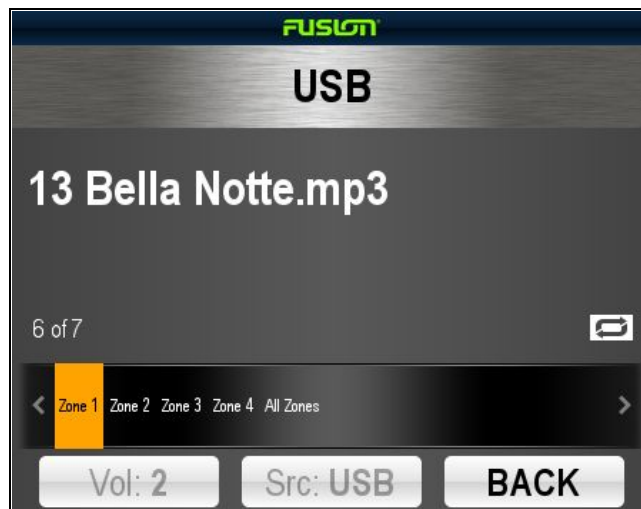 FUSION
USB
13 Bella Notte.mp3
6 of 7
Zone 1 Zone 2 Zone 3 Zone 4 All Zones
Vol: 2 Src: USB BACK